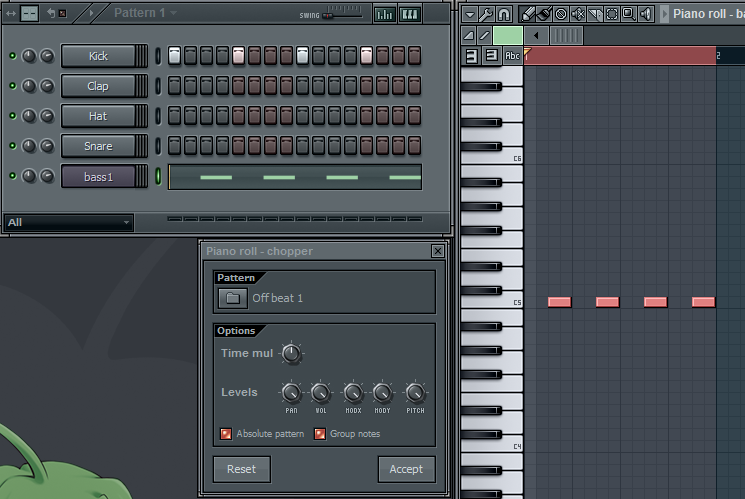 Pattern 1
SWING
Piano roll - ba
Abc
2
Kick
Clap
Hat
Snare
bass1
All
C6
C5
C4
Piano roll - chopper
Pattern
Off beat 1
Options
Time mul
Levels
PAN VOL MODX MODY PITCH
Absolute pattern Group notes
Reset Accept